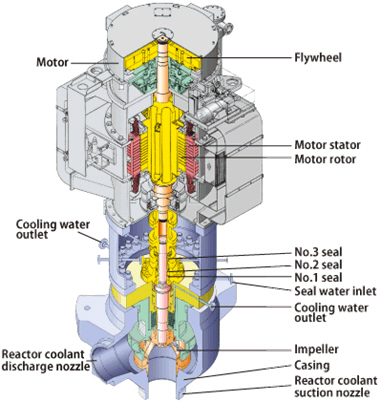 Motor
Flywheel
Motor stator
Motor rotor
Cooling water
outlet
No.3 seal
No.2 seal
No.1 seal
Seal water inlet
Cooling water
outlet
Impeller
Casing
Reactor coolant
discharge nozzle
Reactor coolant
suction nozzle